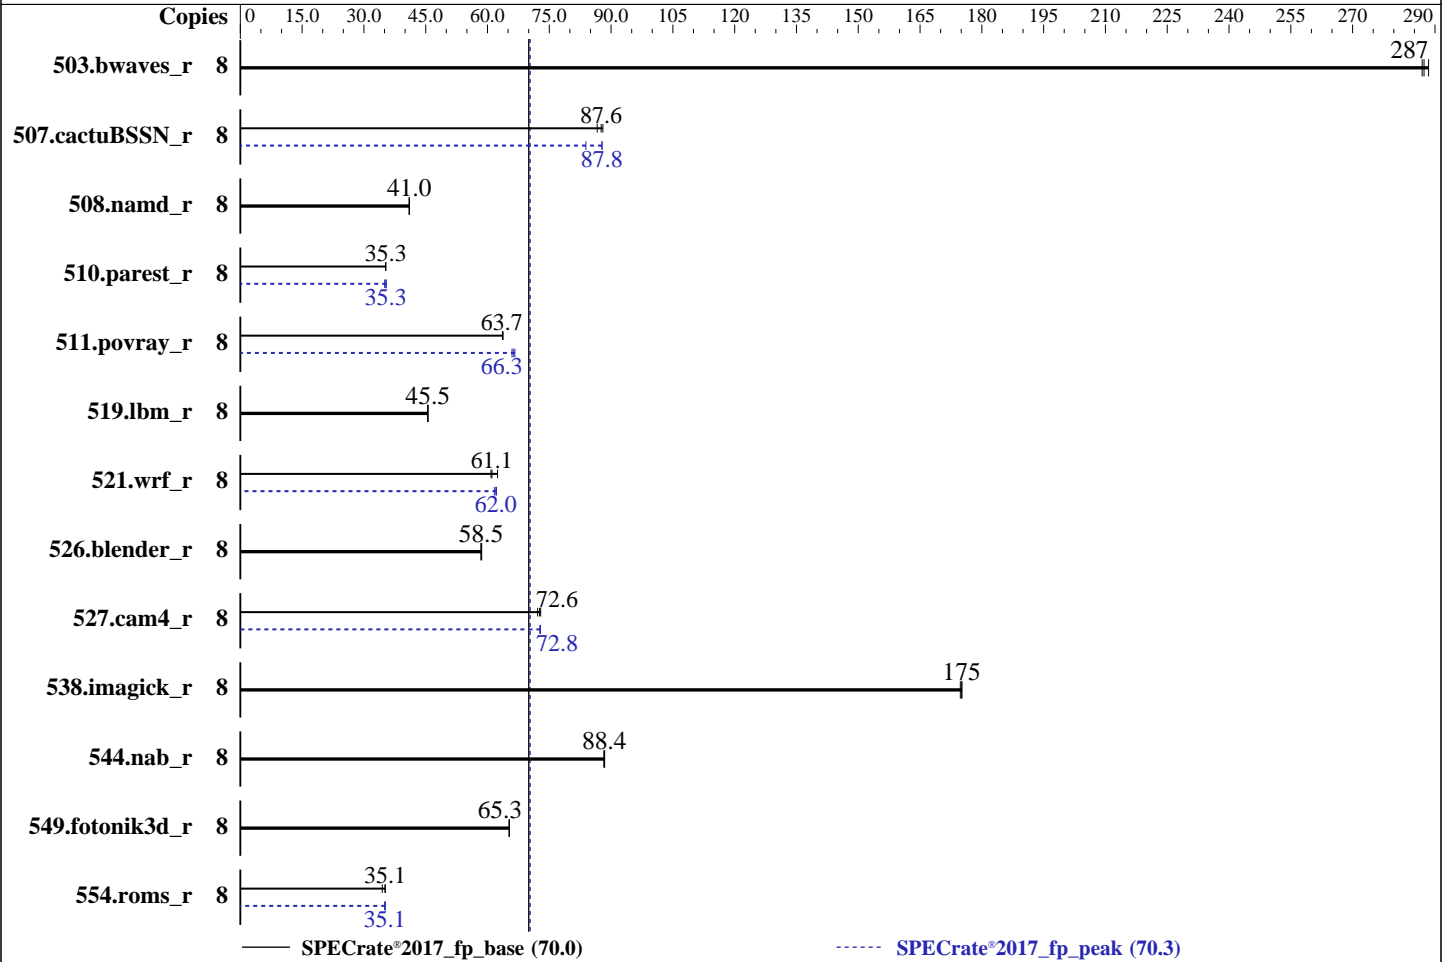 Copies 0 15.0 30.0 45.0 60.0 75.0 90.0 105 120 135 150 165 180 195 210 225 240 255 270 290
503.bwaves_r 8 287
507.cactuBSSN_r 8 87.6
87.8
508.namd_r 8 41.0
510.parest_r 8 35.3
35.3
511.povray_r 8 63.7
66.3
519.lbm_r 8 45.5
521.wrf_r 8 61.1
62.0
526.blender_r 8 58.5
527.cam4_r 8 72.6
72.8
538.imagick_r 8 175
544.nab_r 8 88.4
549.fotonik3d_r 8 65.3
554.roms_r 8 35.1
35.1
SPECrate®2017_fp_base (70.0) SPECrate®2017_fp_peak (70.3)